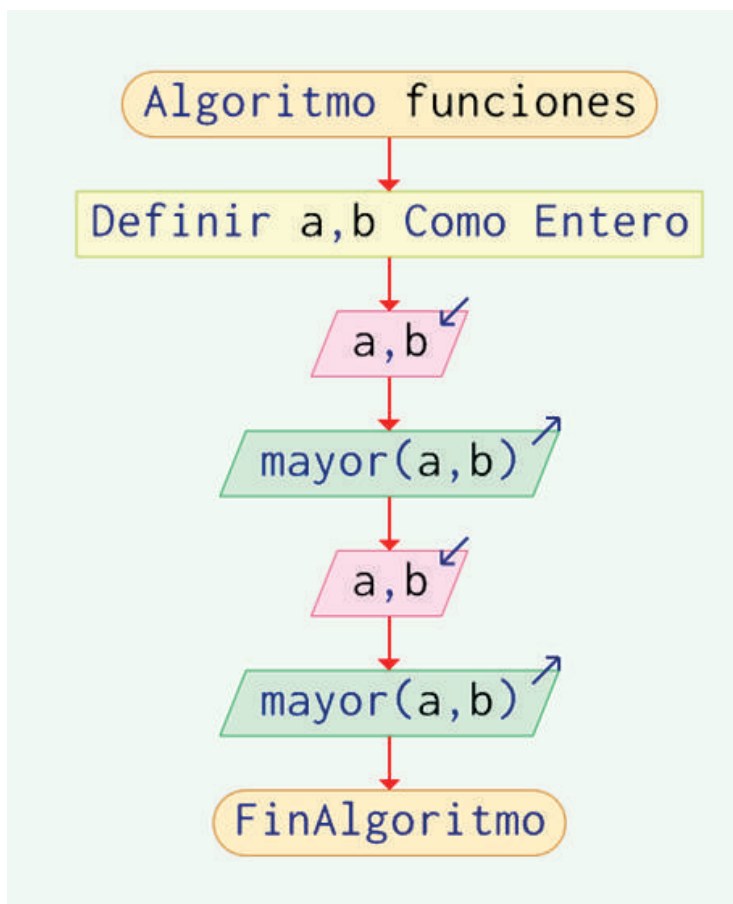 Algoritmo funciones
Definir a,b Como Entero
a,b
mayor(a,b)
a,b
mayor(a,b)
FinAlgoritmo